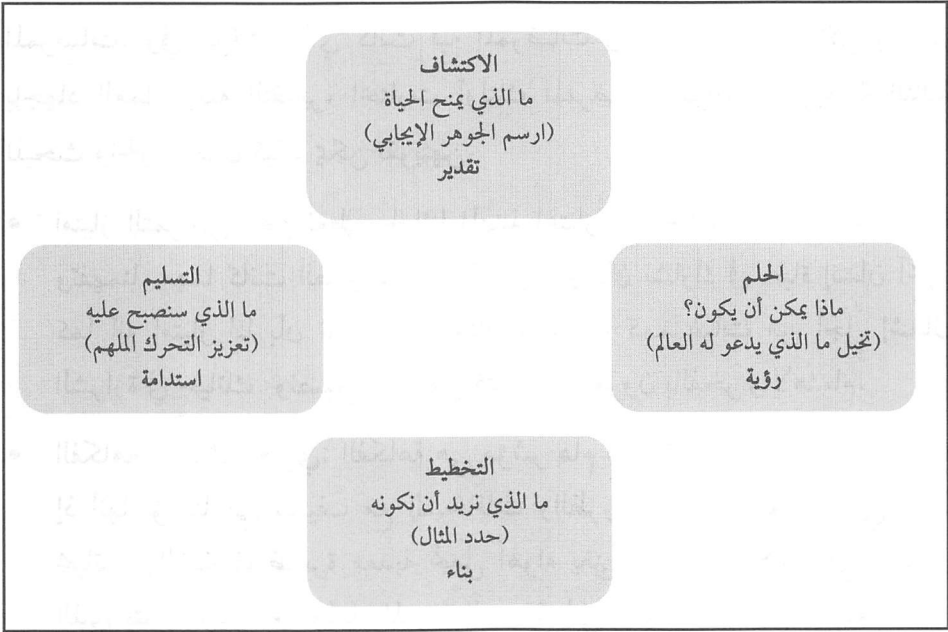 الاكتشاف
ما الذي يمنح الحياة
(ارسم الجوهر الإيجابي)
تقدير
الحلم
ماذا يمكن أن يكون؟
(تخيل ما الذي يدعو له العالم)
رؤية
التسليم
ما الذي سنصبح عليه
(تعزيز التحرك الملهم)
استدامة
التخطيط
ما الذي نريد أن نكونه
(حدد المثال)
بناء